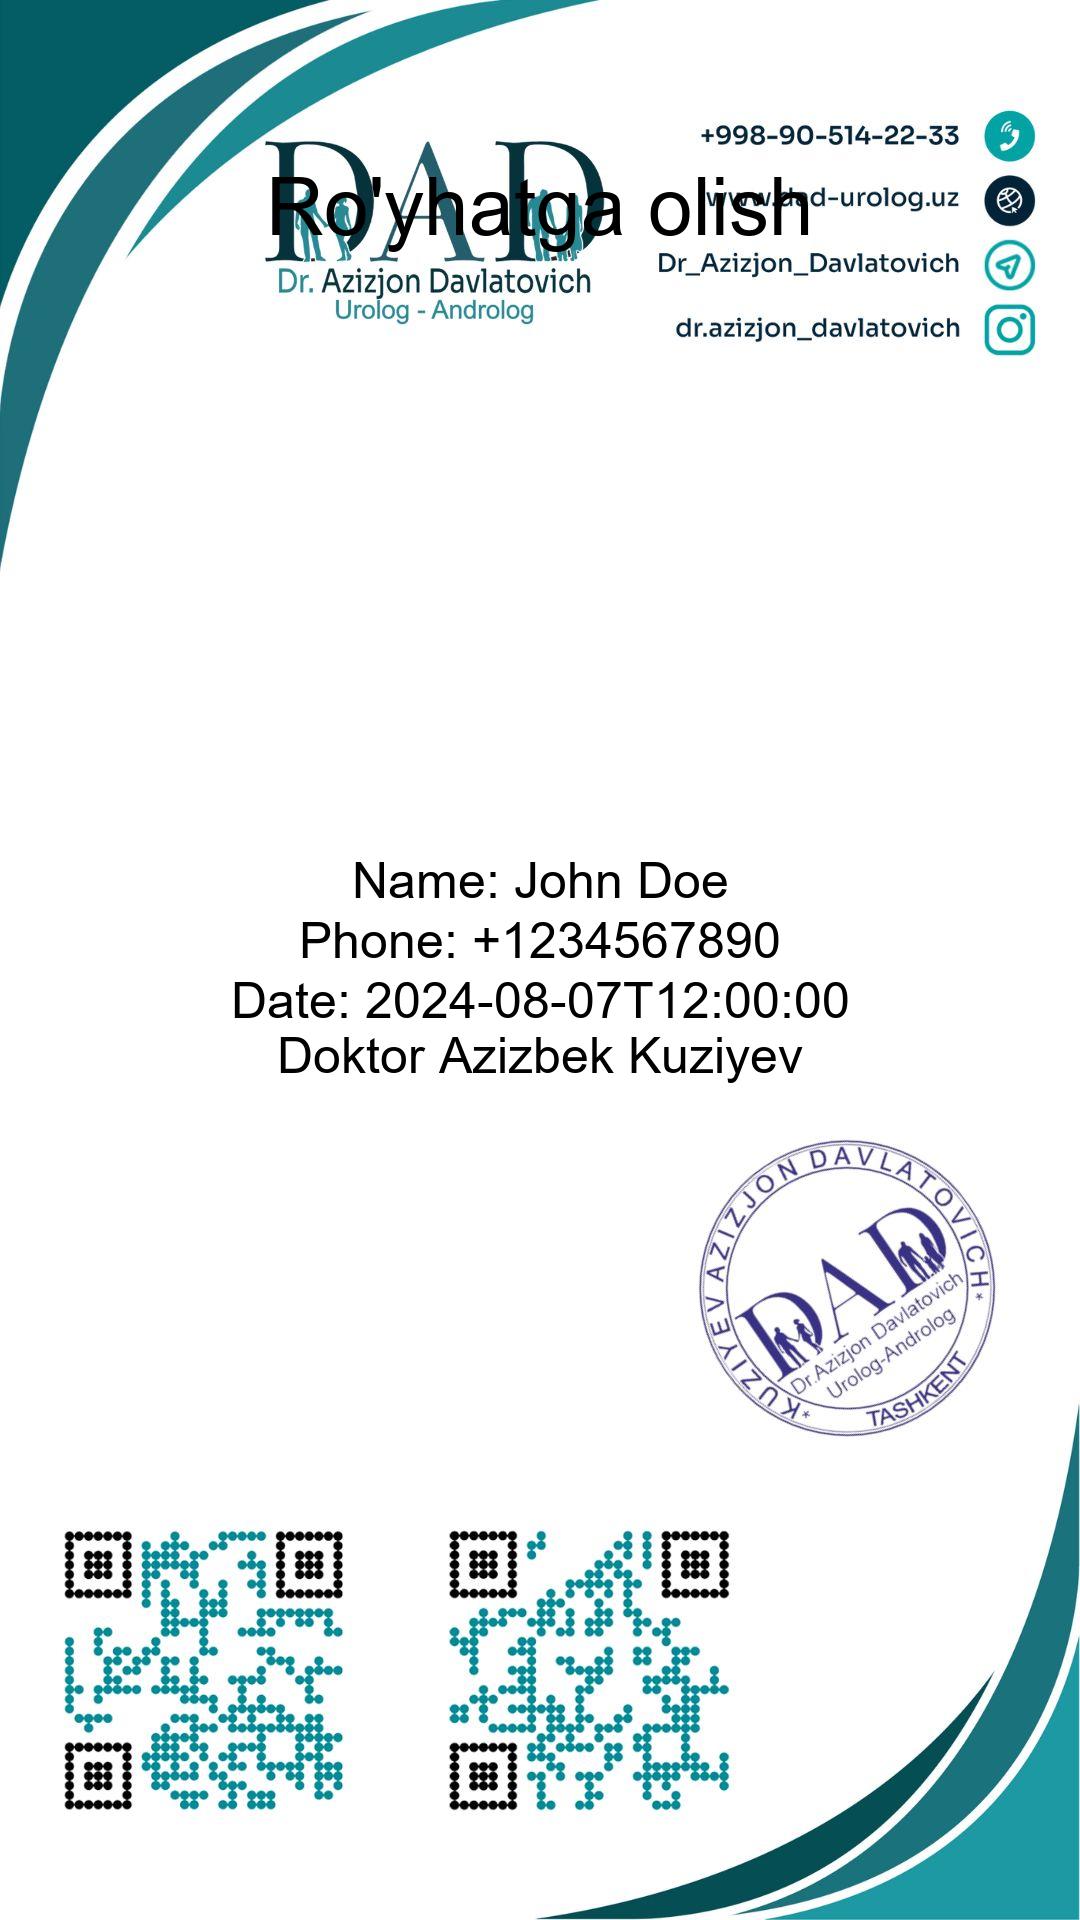 +998-90-514-22-33
DAD
Ro'yhatga olish
www.dad-urolog.uz
Dr_Azizjon_Davlatovich
Dr. Azizjon Davlatovich
Urolog - Androlog
dr.azizjon_davlatovich
Name: John Doe
Phone: +1234567890
Date: 2024-08-07T12:00:00
Doktor Azizbek Kuziyev
*KUZIYEV AZIZJON DAVLATOVICH*
DAD
Dr.Azizjon Davlatovich
Urolog-Androlog
TASHKENT